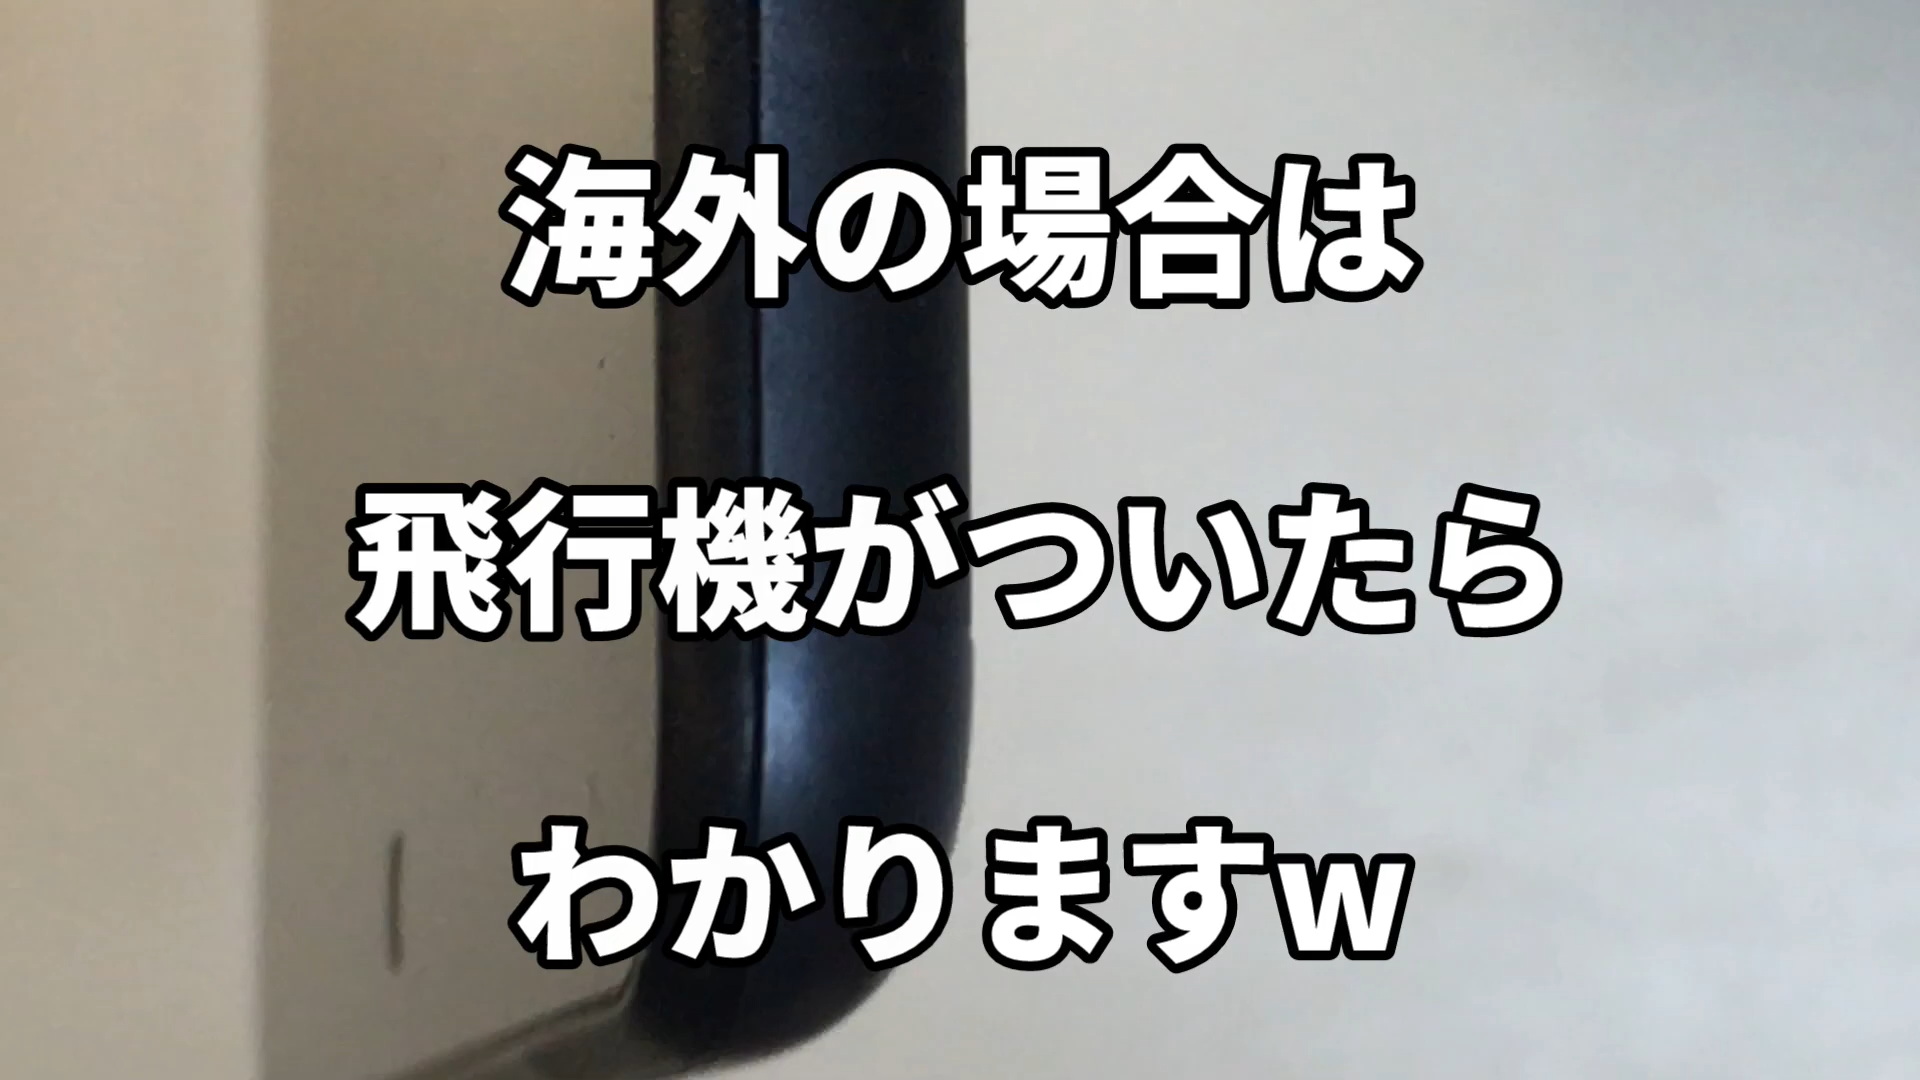 海外の場合は
飛行機がついたら
わかりますw